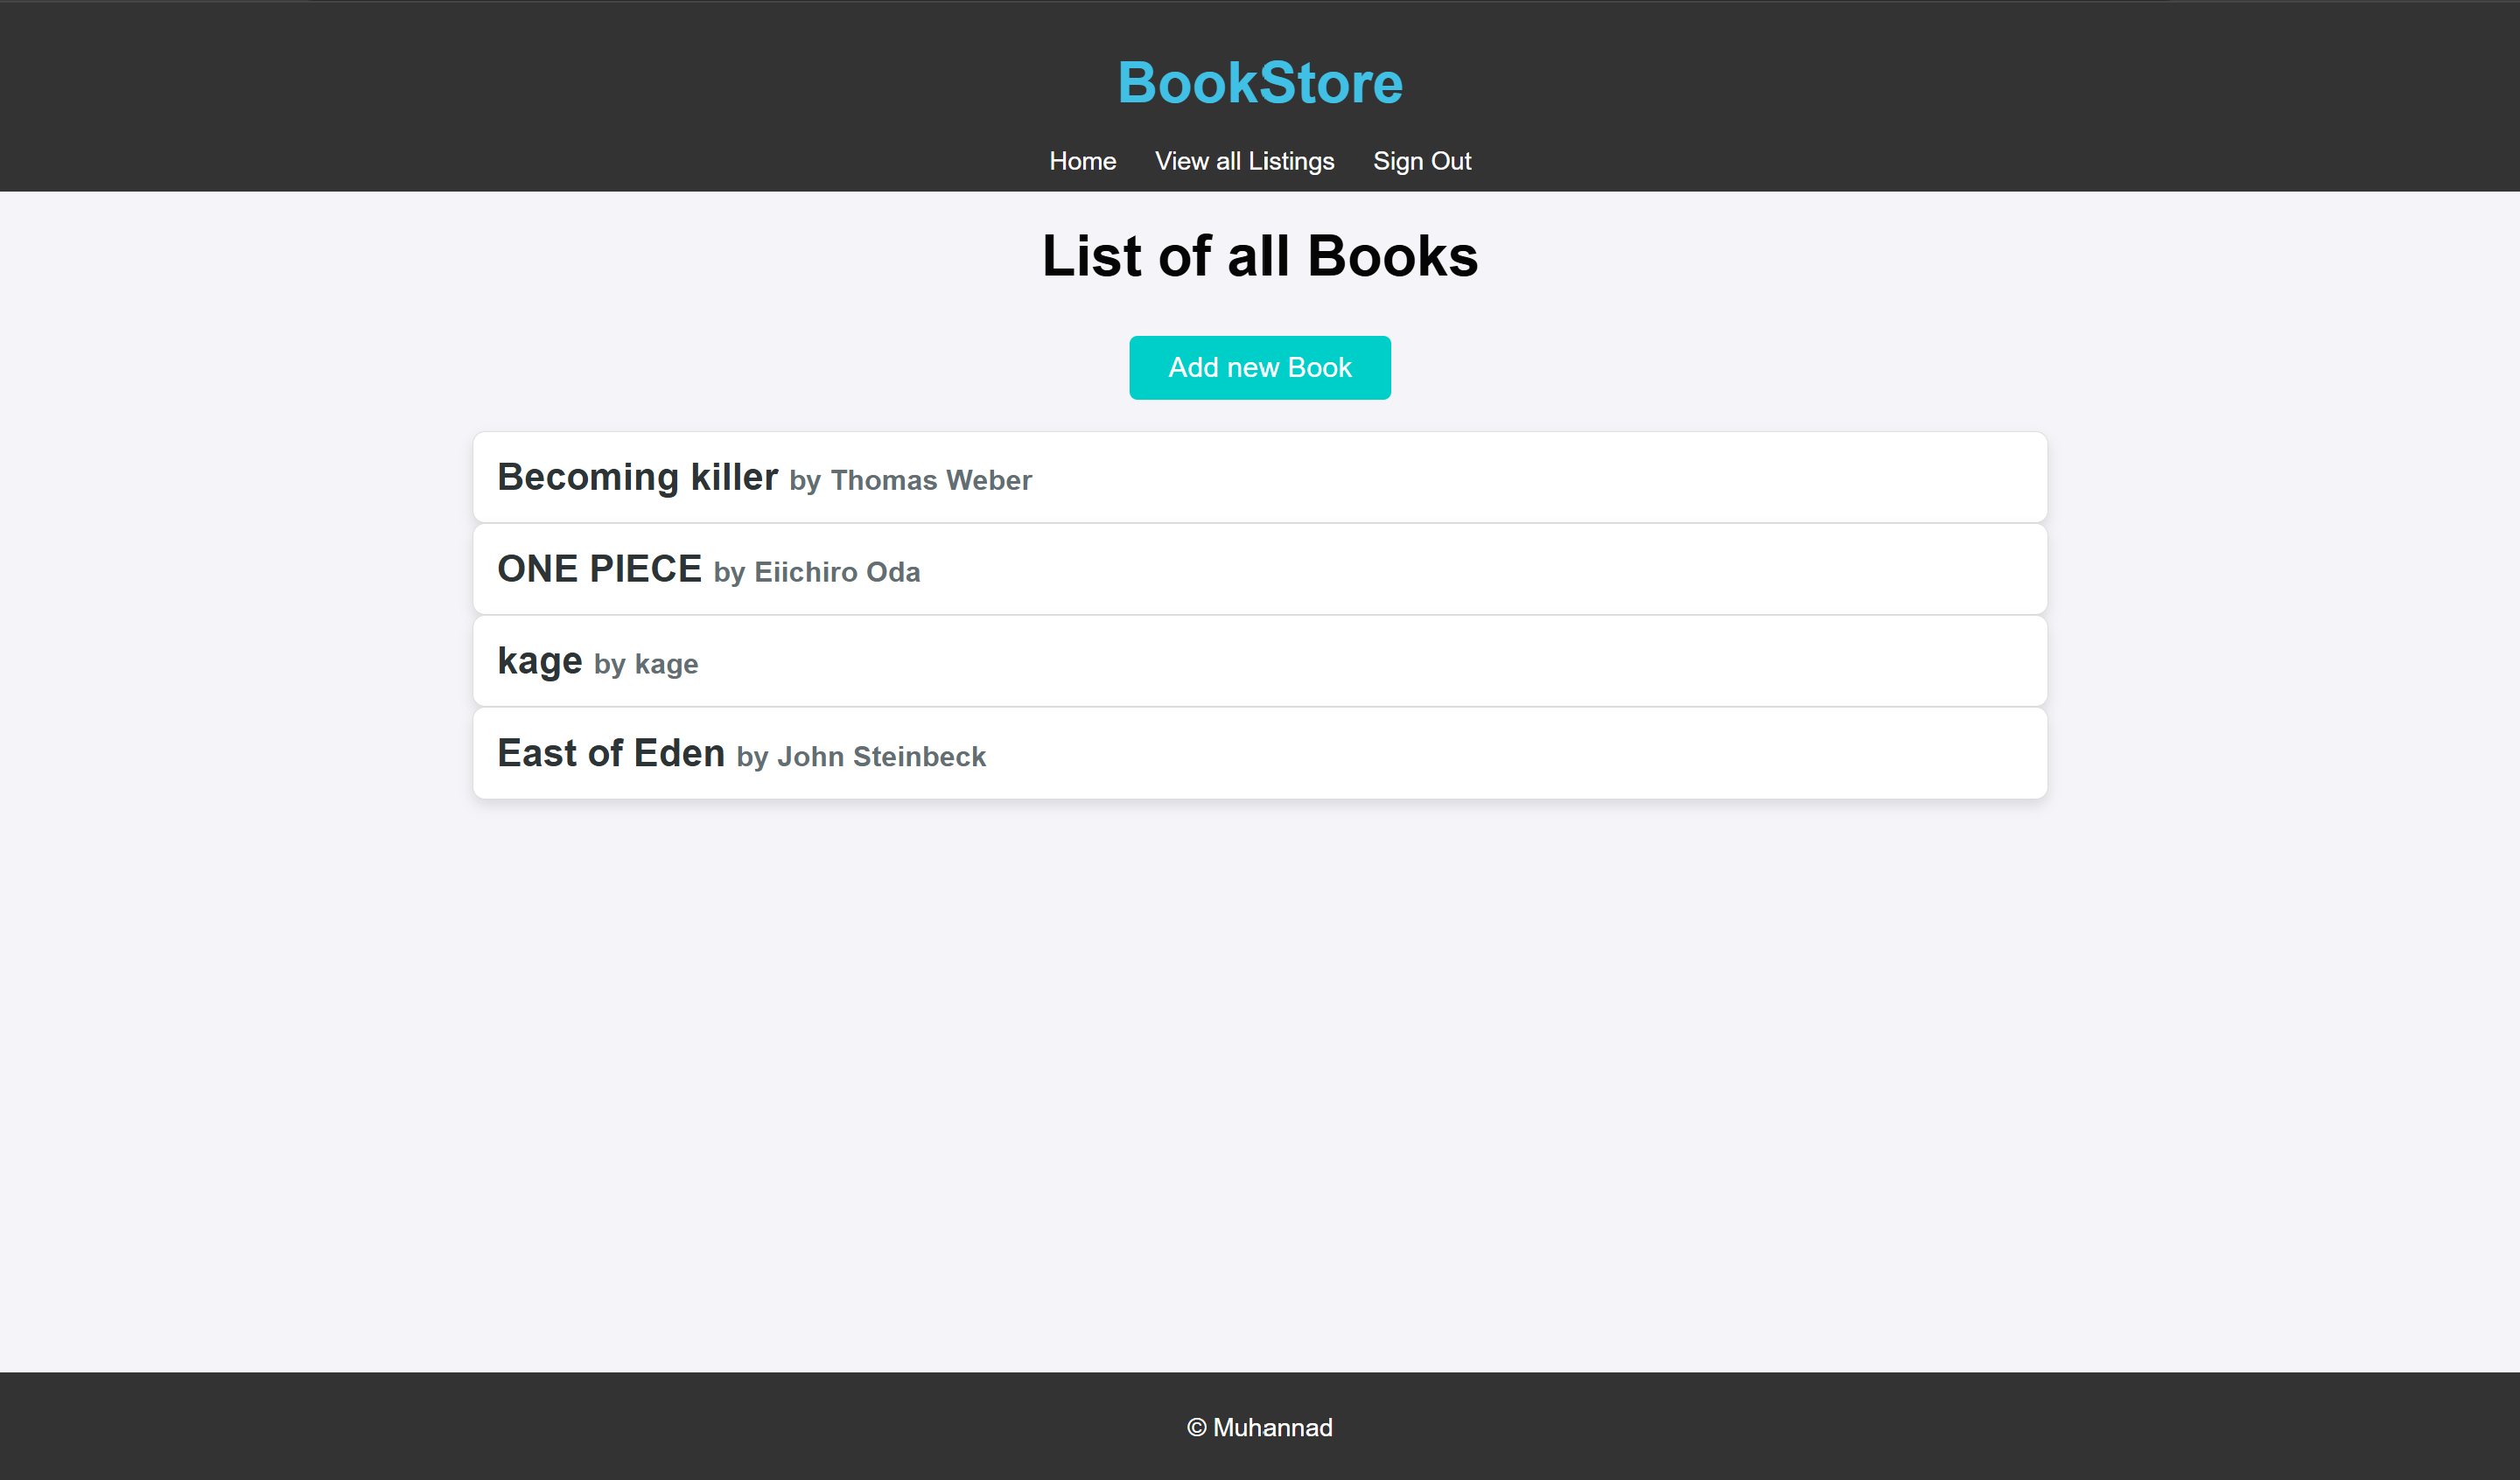 BookStore
Home View all Listings Sign Out
List of all Books
Add new Book
Becoming killer by Thomas Weber
ONE PIECE by Eiichiro Oda
kage by kage
East of Eden by John Steinbeck
© Muhannad